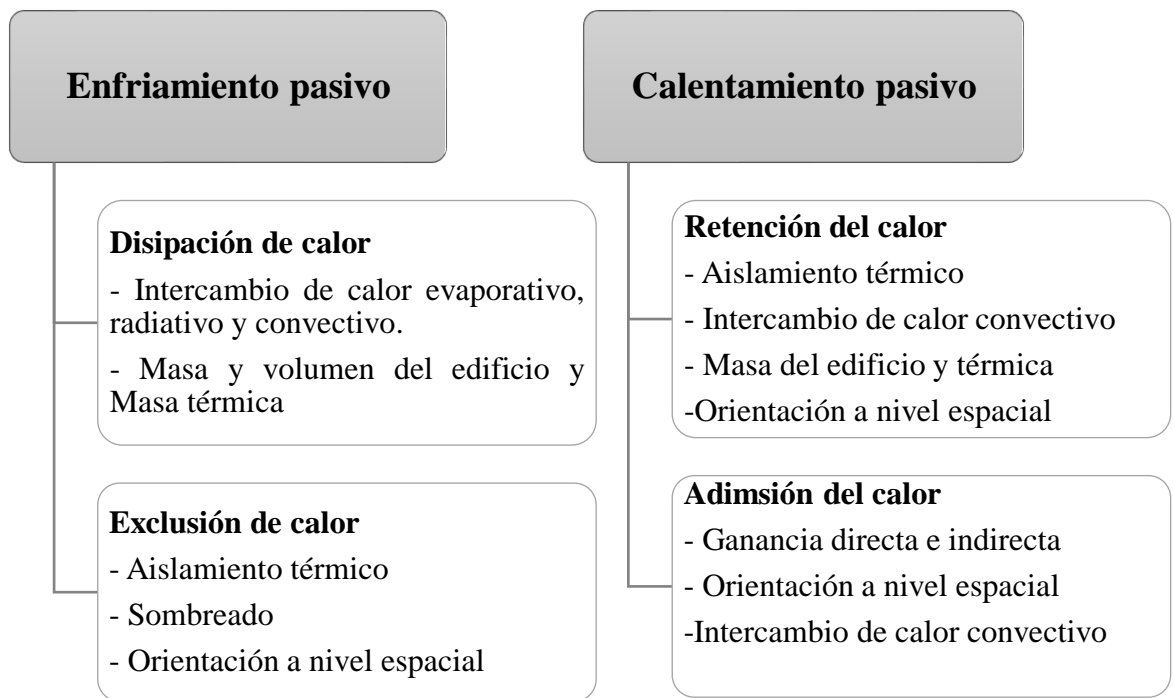 Enfriamiento pasivo
Disipación de calor
- Intercambio de calor evaporativo,
radiativo y convectivo.
- Masa y volumen del edificio y
Masa térmica
Exclusión de calor
- Aislamiento térmico
- Sombreado
- Orientación a nivel espacial
Calentamiento pasivo
Retención del calor
- Aislamiento térmico
- Intercambio de calor convectivo
- Masa del edificio y térmica
-Orientación a nivel espacial
Adimsión del calor
- Ganancia directa e indirecta
- Orientación a nivel espacial
-Intercambio de calor convectivo